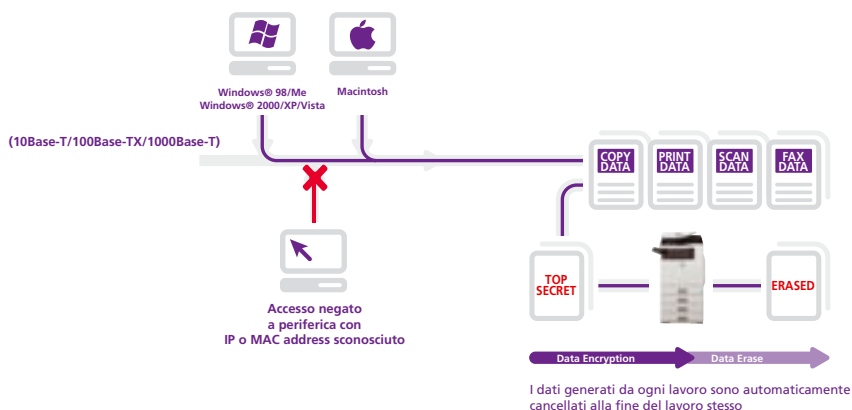 Windows® 98/Me
Windows® 2000/XP/Vista
Macintosh
(10Base-T/100Base-TX/1000Base-T)
COPY
DATA
PRINT
DATA
SCAN
DATA
FAX
DATA
TOP
SECRET
ERASED
Accesso negato
a periferica con
IP o MAC address sconosciuto
Data Encryption
Data Erase
I dati generati da ogni lavoro sono automaticamente
cancellati alla fine del lavoro stesso